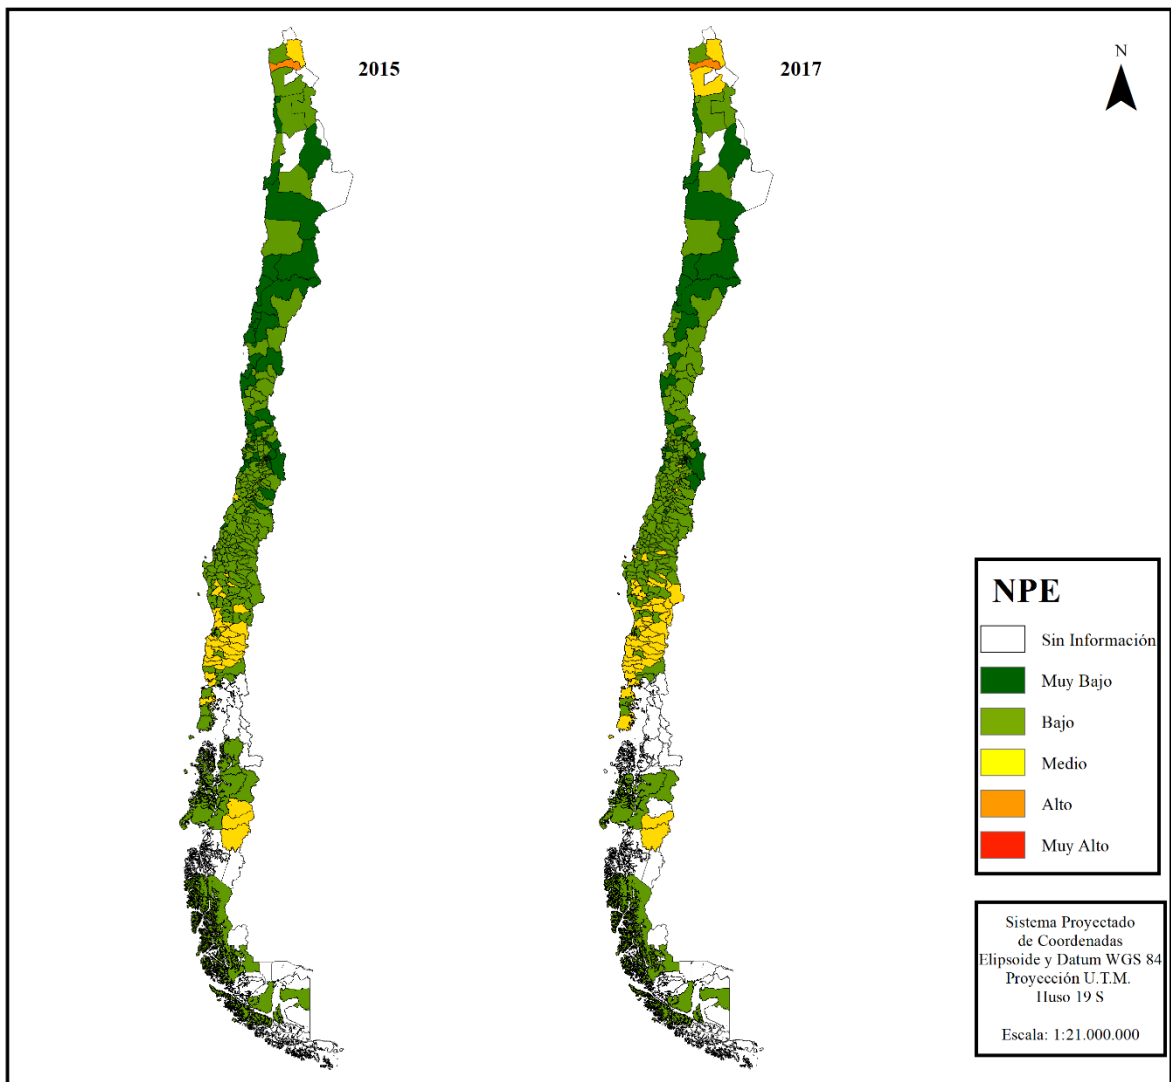 2015
2017
N
NPE
Sin Información
Muy Bajo
Bajo
Medio
Alto
Muy Alto
Sistema Proyectado
de Coordenadas
Elipsoide y Datum WGS 84
Proyección U.T.M.
Huso 19 S
Escala: 1:21.000.000